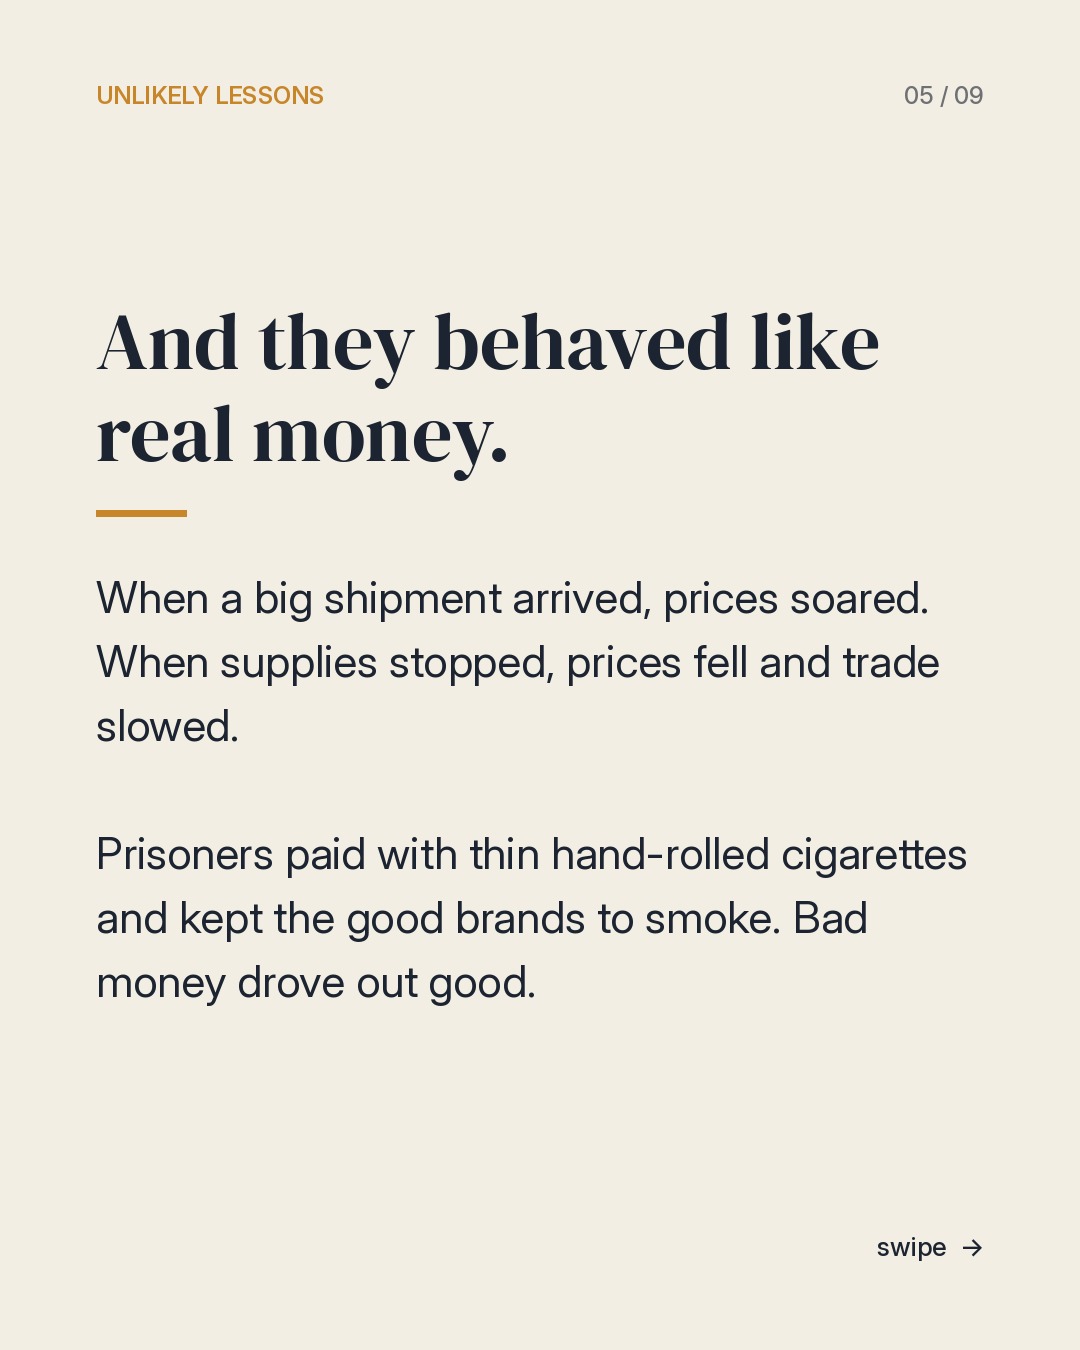 UNLIKELY LESSONS
05 / 09
And they behaved like
real money.
When a big shipment arrived, prices soared.
When supplies stopped, prices fell and trade
slowed.
Prisoners paid with thin hand-rolled cigarettes
and kept the good brands to smoke. Bad
money drove out good.
swipe →